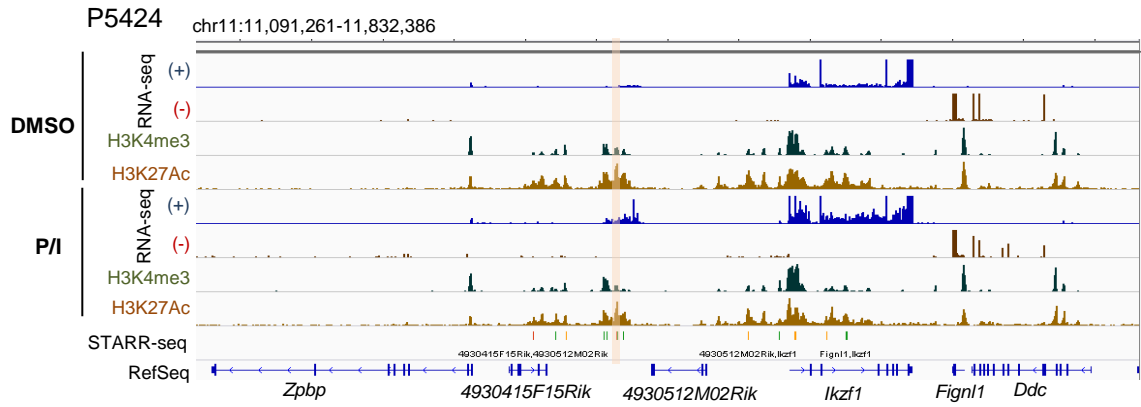 P5424 chr11:11,091,261-11,832,386
DMSO
RNA-seq
(+)
(-)
H3K4me3
H3K27Ac
P/I
RNA-seq
(+)
(-)
H3K4me3
H3K27Ac
STARR-seq
4930415F15Rik,4930512M02Rik 4930512M02Rik,Ikzf1 Fignl1,Ikzf1
RefSeq
Zpbp 4930415F15Rik 4930512M02Rik Ikzf1 Fignl1 Ddc